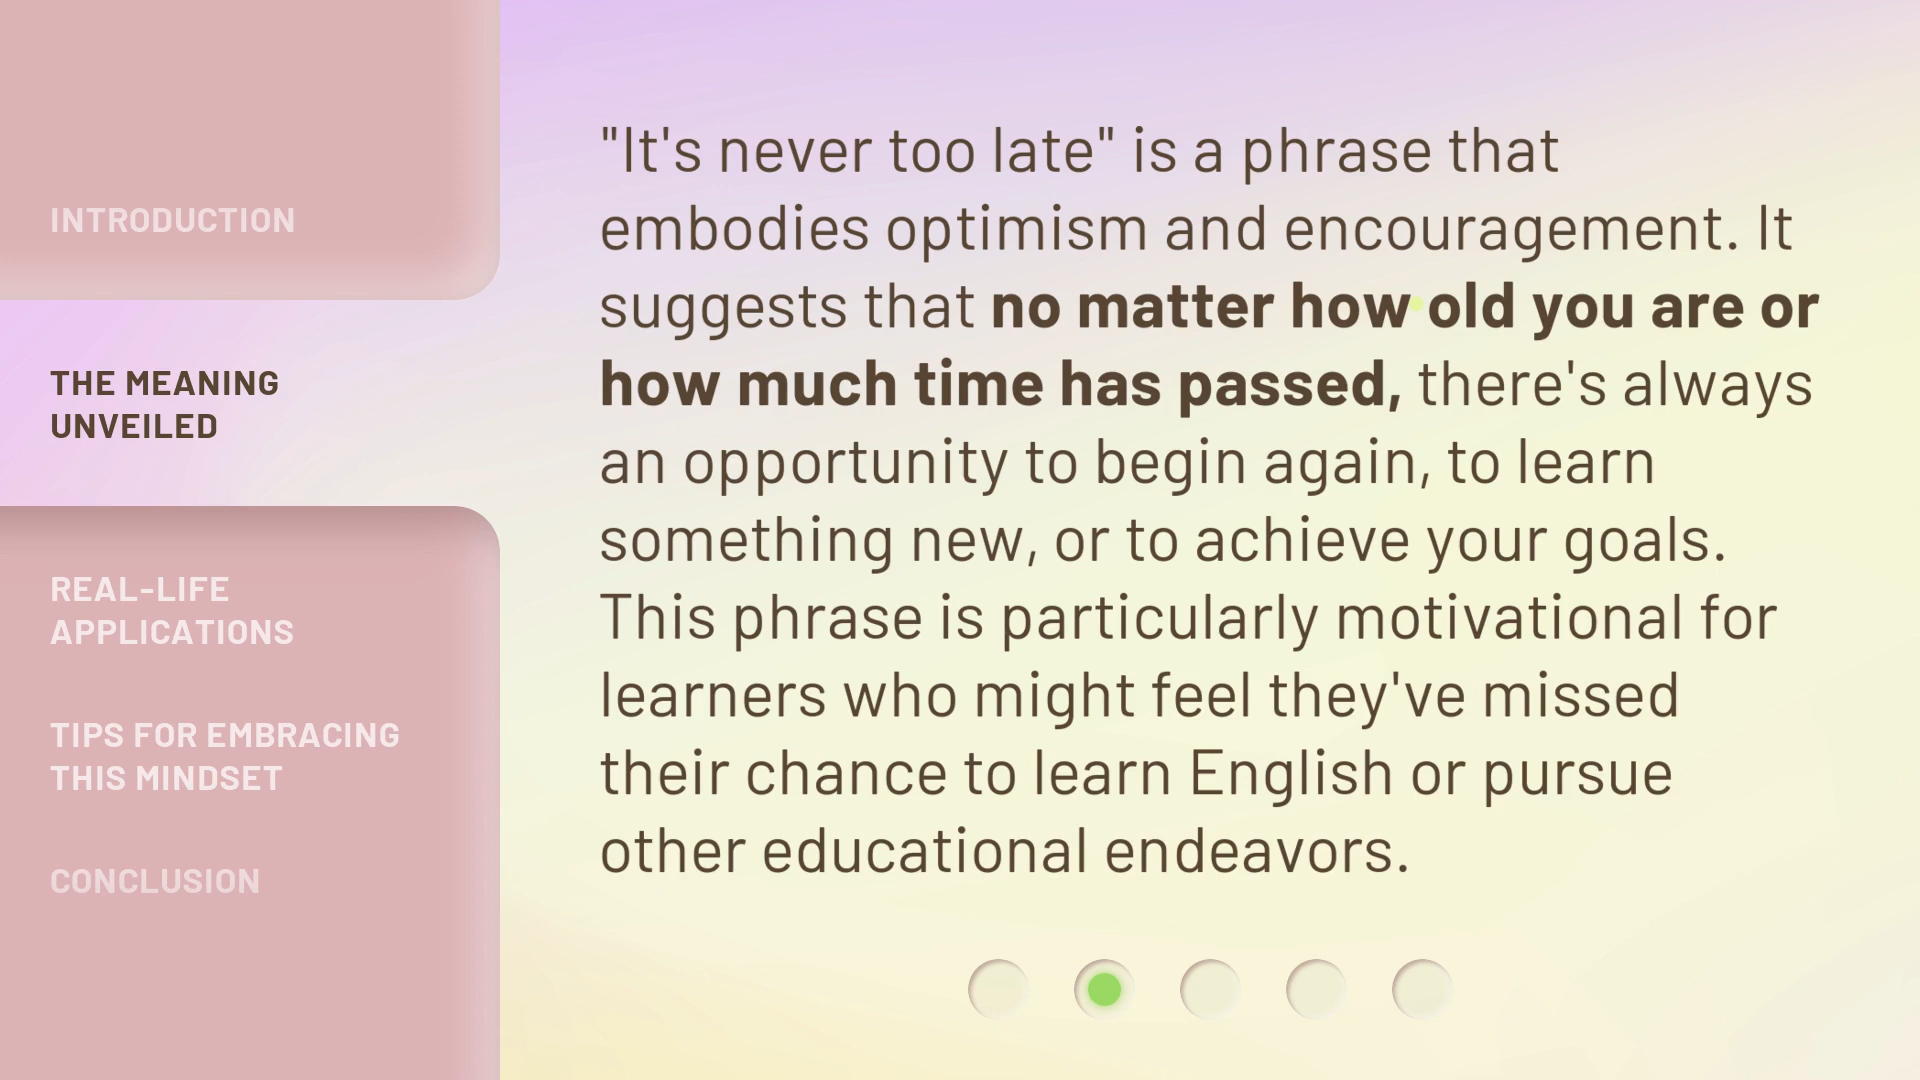 INTRODUCTION
THE MEANING
UNVEILED
REAL-LIFE
APPLICATIONS
TIPS FOR EMBRACING
THIS MINDSET
CONCLUSION
"It's never too late" is a phrase that
embodies optimism and encouragement. It
suggests that no matter how old you are or
how much time has passed, there's always
an opportunity to begin again, to learn
something new, or to achieve your goals.
This phrase is particularly motivational for
learners who might feel they've missed
their chance to learn English or pursue
other educational endeavors.